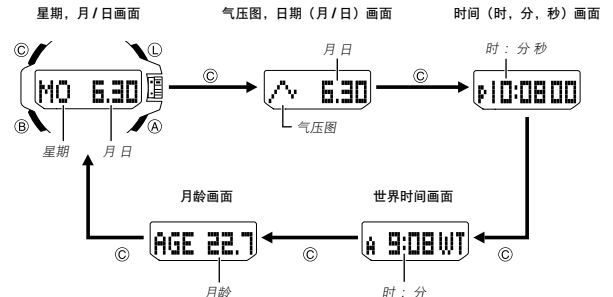 星期，月/日画面
气压图，日期（月/日）画面
时间（时，分，秒）画面
Ⓒ Ⓛ
MO 6.30
Ⓑ Ⓐ
星期 月 日
Ⓒ
月 日
6.30
气压图
Ⓒ
时： 分 秒
P10:08 00
月龄画面
世界时间画面
AGE 22.7
A 9:08 WT
Ⓒ Ⓒ Ⓒ
月龄
时： 分